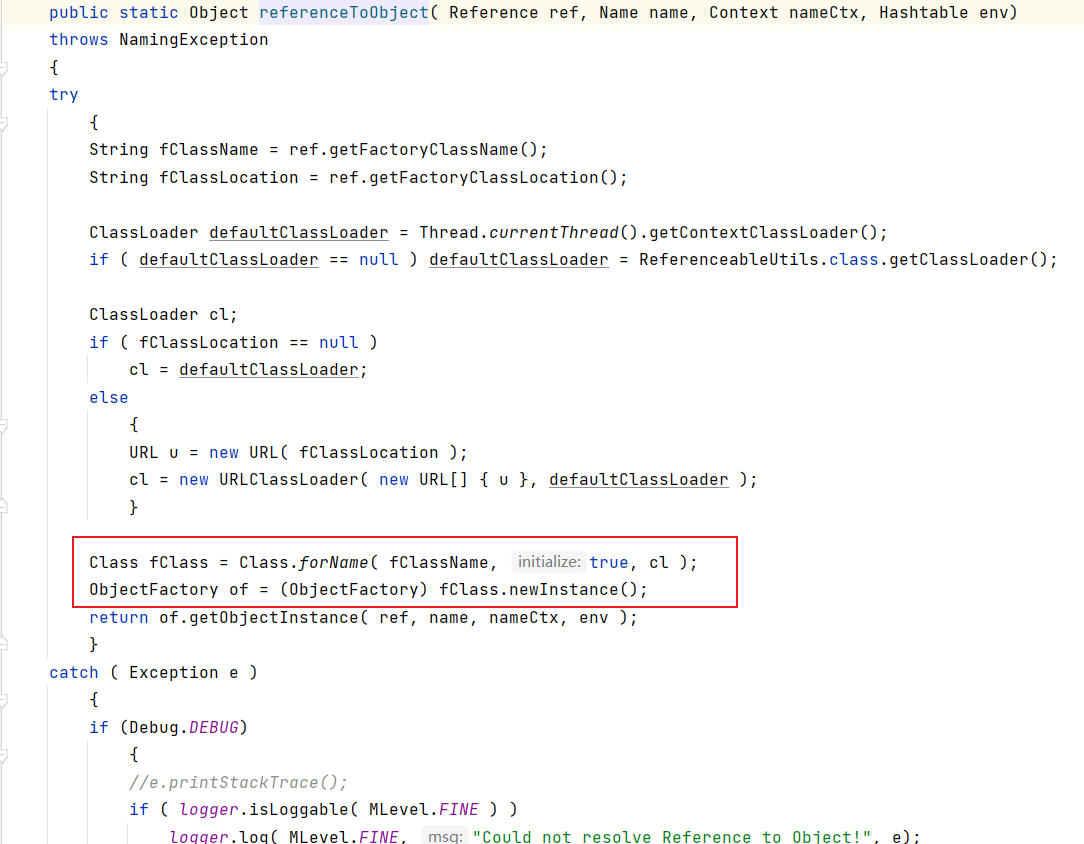 public static Object referenceToObject( Reference ref, Name name, Context nameCtx, Hashtable env)
throws NamingException
{
try
{
String fClassName = ref.getFactoryClassName();
String fClassLocation = ref.getFactoryClassLocation();
ClassLoader defaultClassLoader = Thread.currentThread().getContextClassLoader();
if ( defaultClassLoader == null ) defaultClassLoader = ReferenceableUtils.class.getClassLoader();
ClassLoader cl;
if ( fClassLocation == null )
cl = defaultClassLoader;
else
{
URL u = new URL( fClassLocation );
cl = new URLClassLoader( new URL[] { u }, defaultClassLoader );
}
Class fClass = Class.forName( fClassName, initialize: true, cl );
ObjectFactory of = (ObjectFactory) fClass.newInstance();
return of.getObjectInstance( ref, name, nameCtx, env );
}
catch ( Exception e )
{
if (Debug.DEBUG)
{
//e.printStackTrace();
if ( logger.isLoggable( MLevel.FINE ) )
logger.log( MLevel.FINE, msg: "Could not resolve Reference to Object!", e);